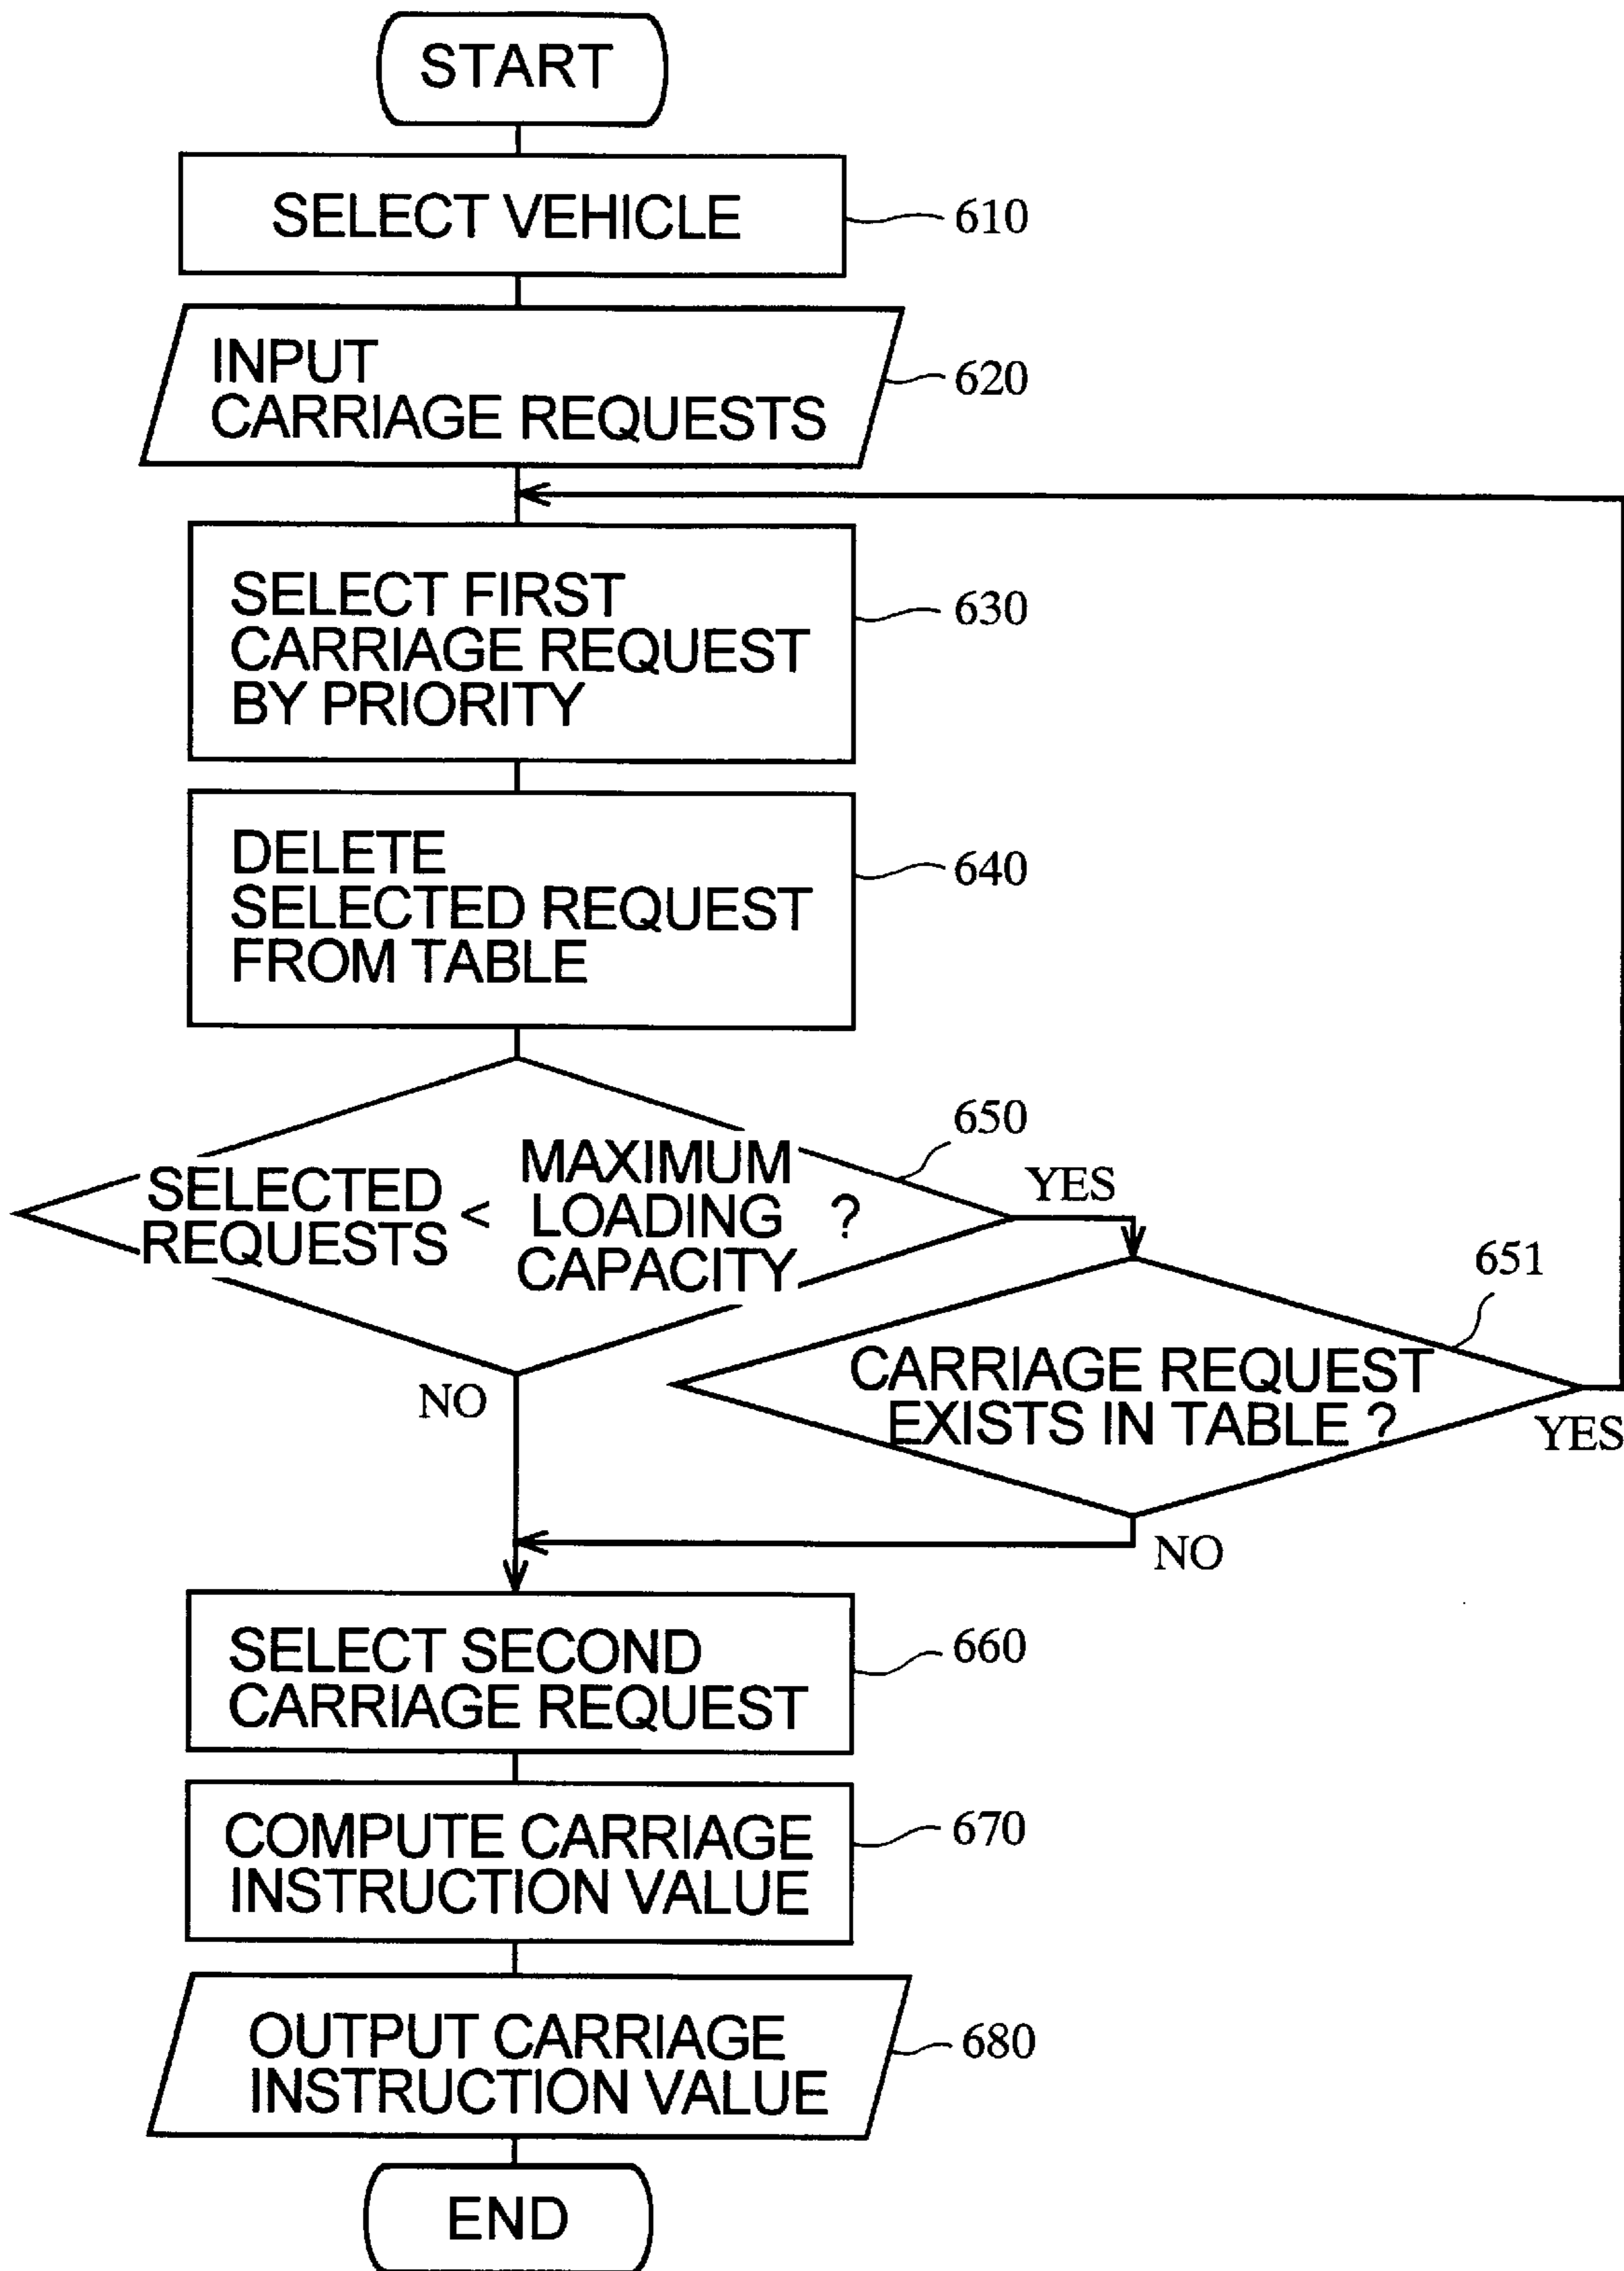 START
SELECT VEHICLE
610
INPUT
CARRIAGE REQUESTS
620
SELECT FIRST
CARRIAGE REQUEST
BY PRIORITY
630
DELETE
SELECTED REQUEST
FROM TABLE
640
SELECTED
REQUESTS
<
MAXIMUM
LOADING
CAPACITY
?
650
YES
NO
651
CARRIAGE REQUEST
EXISTS IN TABLE ?
YES
NO
SELECT SECOND
CARRIAGE REQUEST
660
COMPUTE CARRIAGE
INSTRUCTION VALUE
670
OUTPUT CARRIAGE
INSTRUCTION VALUE
680
END